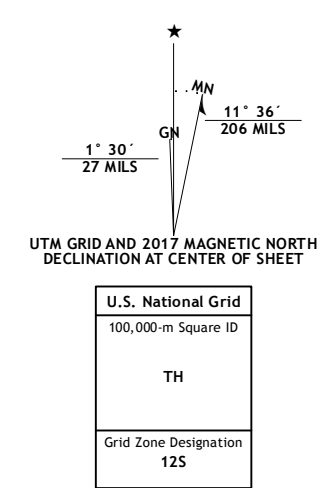 ★
MN
11° 36´
206 MILS
GN
1° 30´
27 MILS
UTM GRID AND 2017 MAGNETIC NORTH
DECLINATION AT CENTER OF SHEET
U.S. National Grid
100,000-m Square ID
TH
Grid Zone Designation
12S